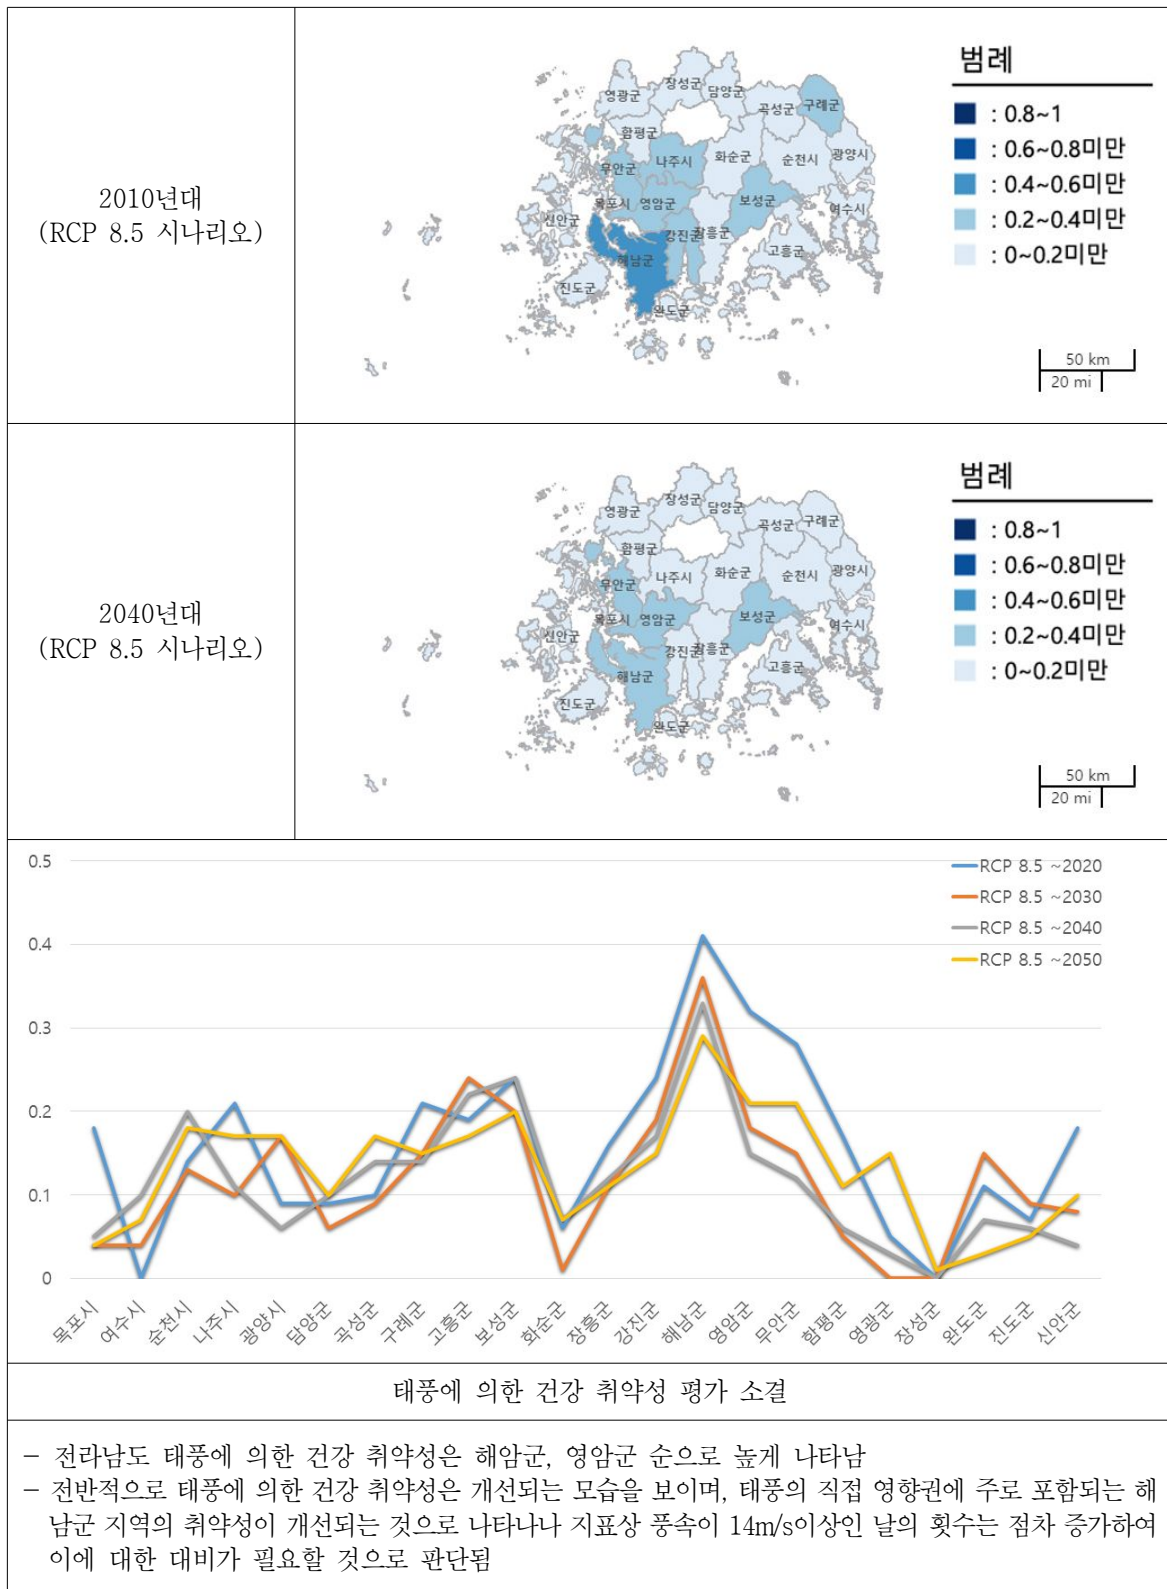 2010년대
(RCP 8.5 시나리오)
장성군
담양군
영광군
곡성군
구례군
함평군
나주시
화순군
순천시
광양시
무안군
목포시
영암군
보성군
여수시
신안군
강진군
장흥군
고흥군
해남군
진도군
완도군
범례
: 0.8~1
: 0.6~0.8미만
: 0.4~0.6미만
: 0.2~0.4미만
: 0~0.2미만
50 km
20 mi
2040년대
(RCP 8.5 시나리오)
장성군
담양군
영광군
곡성군
구례군
함평군
나주시
화순군
순천시
광양시
무안군
목포시
영암군
보성군
여수시
신안군
강진군
장흥군
고흥군
해남군
진도군
완도군
범례
: 0.8~1
: 0.6~0.8미만
: 0.4~0.6미만
: 0.2~0.4미만
: 0~0.2미만
50 km
20 mi
0.5
0.4
0.3
0.2
0.1
0
RCP 8.5 ~2020
RCP 8.5 ~2030
RCP 8.5 ~2040
RCP 8.5 ~2050
목포시
여수시
순천시
나주시
광양시
담양군
곡성군
구례군
고흥군
보성군
화순군
장흥군
강진군
해남군
영암군
무안군
함평군
영광군
장성군
완도군
진도군
신안군
태풍에 의한 건강 취약성 평가 소결
- 전라남도 태풍에 의한 건강 취약성은 해암군, 영암군 순으로 높게 나타남
- 전반적으로 태풍에 의한 건강 취약성은 개선되는 모습을 보이며, 태풍의 직접 영향권에 주로 포함되는 해
남군 지역의 취약성이 개선되는 것으로 나타나나 지표상 풍속이 14m/s이상인 날의 횟수는 점차 증가하여
이에 대한 대비가 필요할 것으로 판단됨